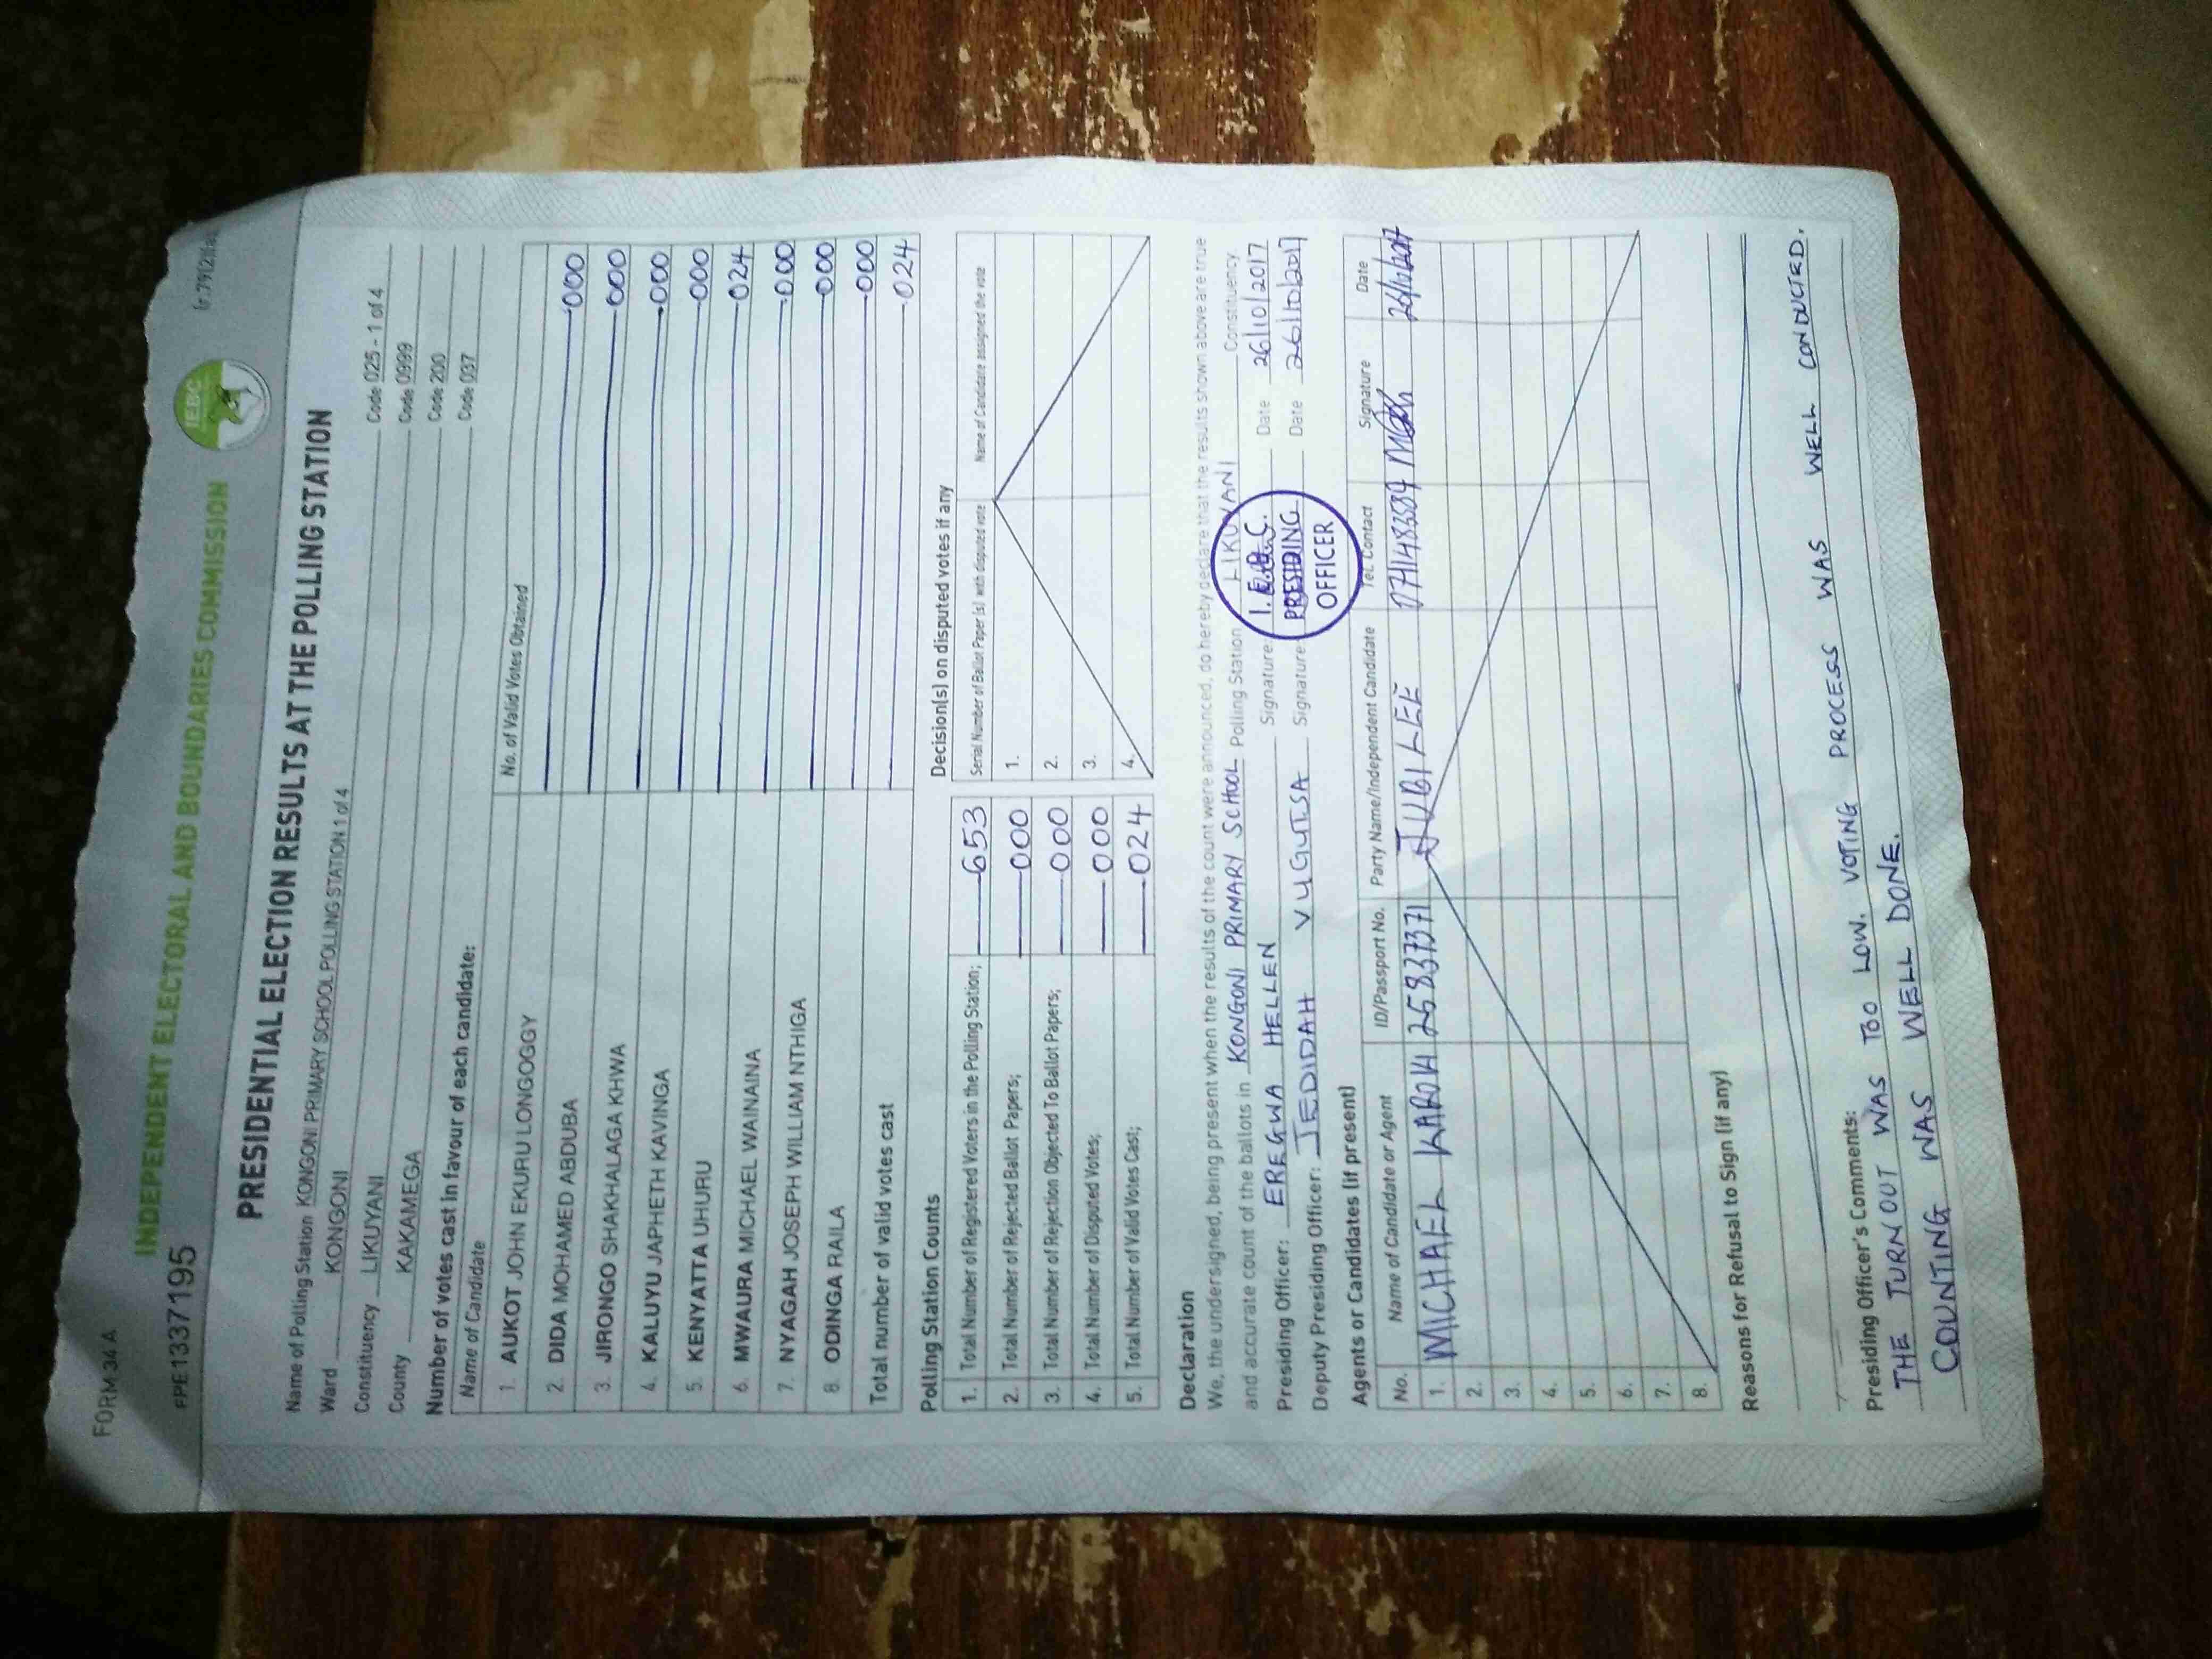 FORM 34 A
INDEPENDENT ELECTORAL AND BOUNDARIES COMMISSION
IEBC
PRESIDENTIAL ELECTION RESULTS AT THE POLLING STATION
Name of Polling Station KONGONI PRIMARY SCHOOL POLLING STATION 1 of 4 Code 025 - 1 of 4
Ward KONGONI Code 0999
Constituency LIKUYANI Code 200
County KAKAMEGA Code 037
Number of votes cast in favour of each candidate:
Name of Candidate No. of Valid Votes Obtained
1. AUKOT JOHN EKURU LONGOGGY 000
2. DIDA MOHAMED ABDUBA 000
3. JIRONGO SHAKHALAGA KHWA 000
4. KALUYU JAPHETH KAVINGA 000
5. KENYATTA UHURU 024
6. MWAURA MICHAEL WAINAINA 000
7. NYAGAH JOSEPH WILLIAM NTHIGA 000
8. ODINGA RAILA 000
Total number of valid votes cast 024
Polling Station Counts
1. Total Number of Registered Voters in the Polling Station; 653
2. Total Number of Rejected Ballot Papers; 000
3. Total Number of Rejection Objected To Ballot Papers; 000
4. Total Number of Disputed Votes; 000
5. Total Number of Valid Votes Cast; 024
Decision(s) on disputed votes if any
Serial Number of Ballot Paper (s) with disputed vote Name of Candidate assigned the vote
1.
2.
3.
4.
Declaration
We, the undersigned, being present when the results of the count were announced, do hereby declare that the results shown above are true
and accurate count of the ballots in KONGONI PRIMARY SCHOOL Polling Station LIKUYANI Constituency
Presiding Officer: EREGWA HELLEN Signature: Date 26/10/2017
Deputy Presiding Officer: JEDIDAH VUGUTSA Signature: Date 26/10/2017
I.E.B.C.
PRESIDING
OFFICER
Agents or Candidates (if present)
No. Name of Candidate or Agent ID/Passport No. Party Name/Independent Candidate Tel. Contact Signature Date
1. MICHAEL KAROKI 25837371 JUBILEE 26/10/2017
2.
3.
4.
5.
6.
7.
8.
Reasons for Refusal to Sign (if any)
Presiding Officer's Comments:
THE TURN OUT WAS TOO LOW. VOTING PROCESS WAS WELL CONDUCTED.
COUNTING WAS WELL DONE.